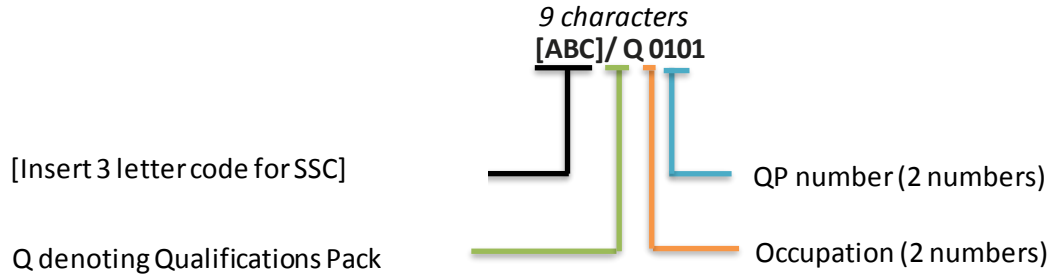 9 characters
[ABC]/ Q 0101
[Insert 3 letter code for SSC]
QP number (2 numbers)
Q denoting Qualifications Pack
Occupation (2 numbers)